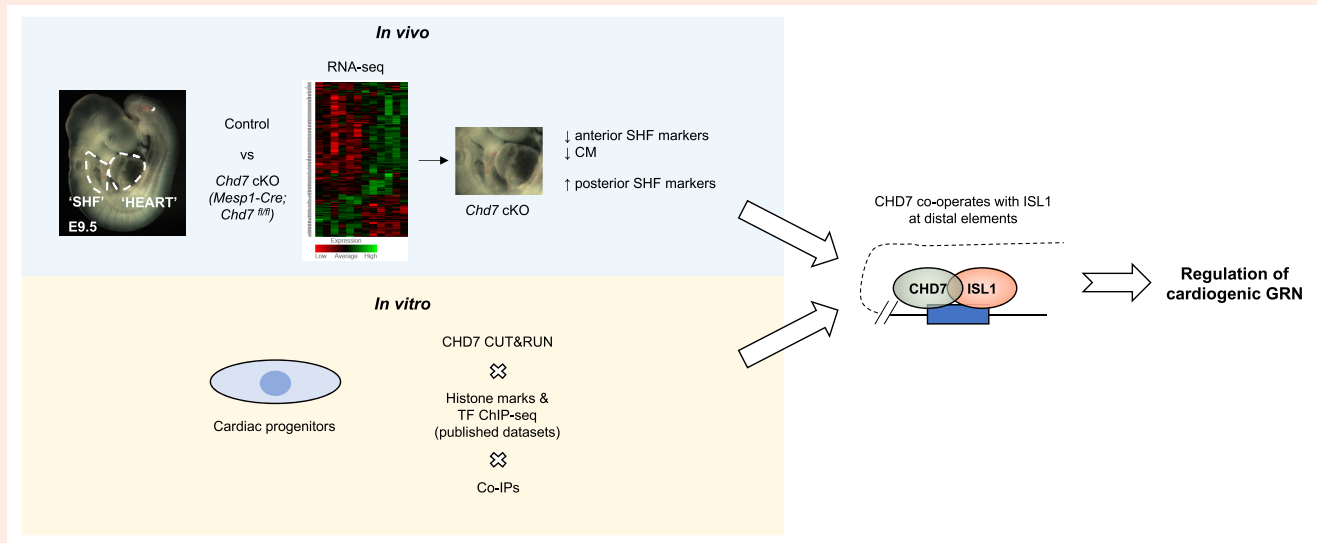 In vivo
RNA-seq
Control
vs
Chd7 cKO
(Mesp1-Cre;
Chd7 fl/fl)
'SHF' 'HEART'
E9.5
Expression
Low Average High
Chd7 cKO
↓ anterior SHF markers
↓ CM
↑ posterior SHF markers
In vitro
Cardiac progenitors
CHD7 CUT&RUN
Histone marks &
TF ChIP-seq
(published datasets)
Co-IPs
CHD7 co-operates with ISL1
at distal elements
CHD7 ISL1
Regulation of
cardiogenic GRN